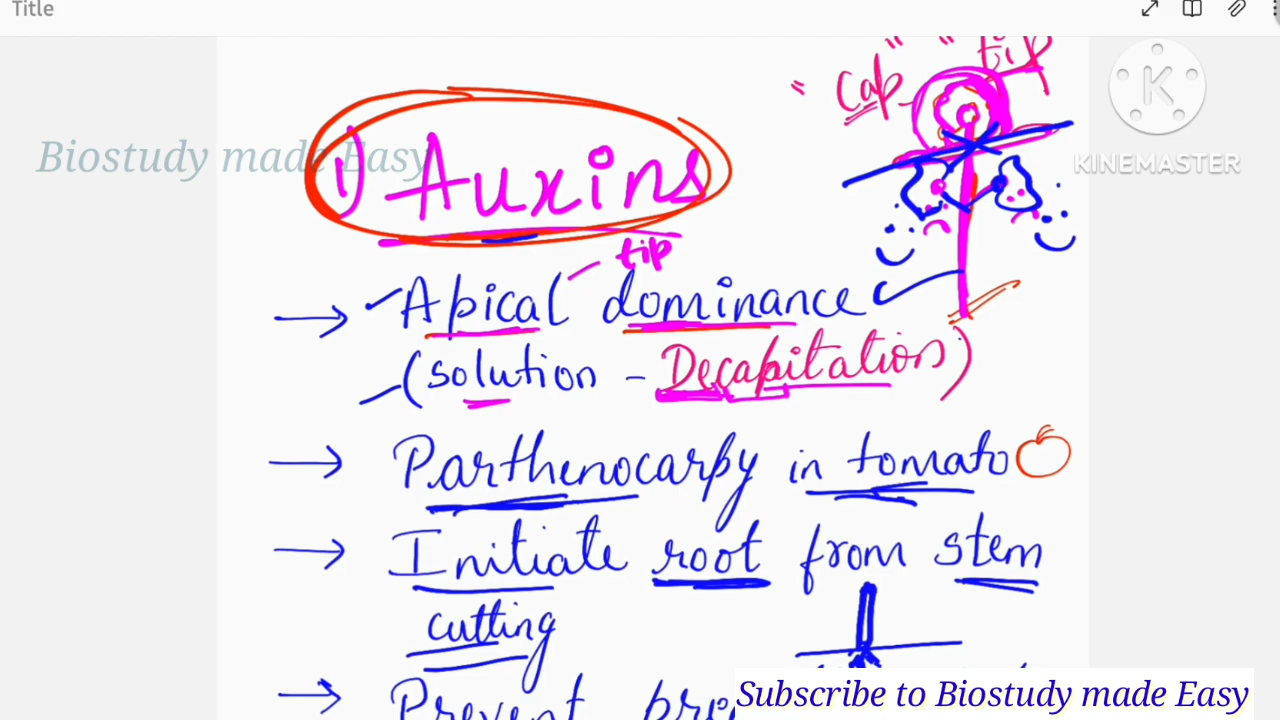 Title
" cap " " tip
KINEMASTER
Biostudy made Easy
1) Auxins
tip
→ Apical dominance
(solution - Decapitation)
→ Parthenocarpy in tomato
→ Initiate root from stem
cutting
→ Prevent
Subscribe to Biostudy made Easy